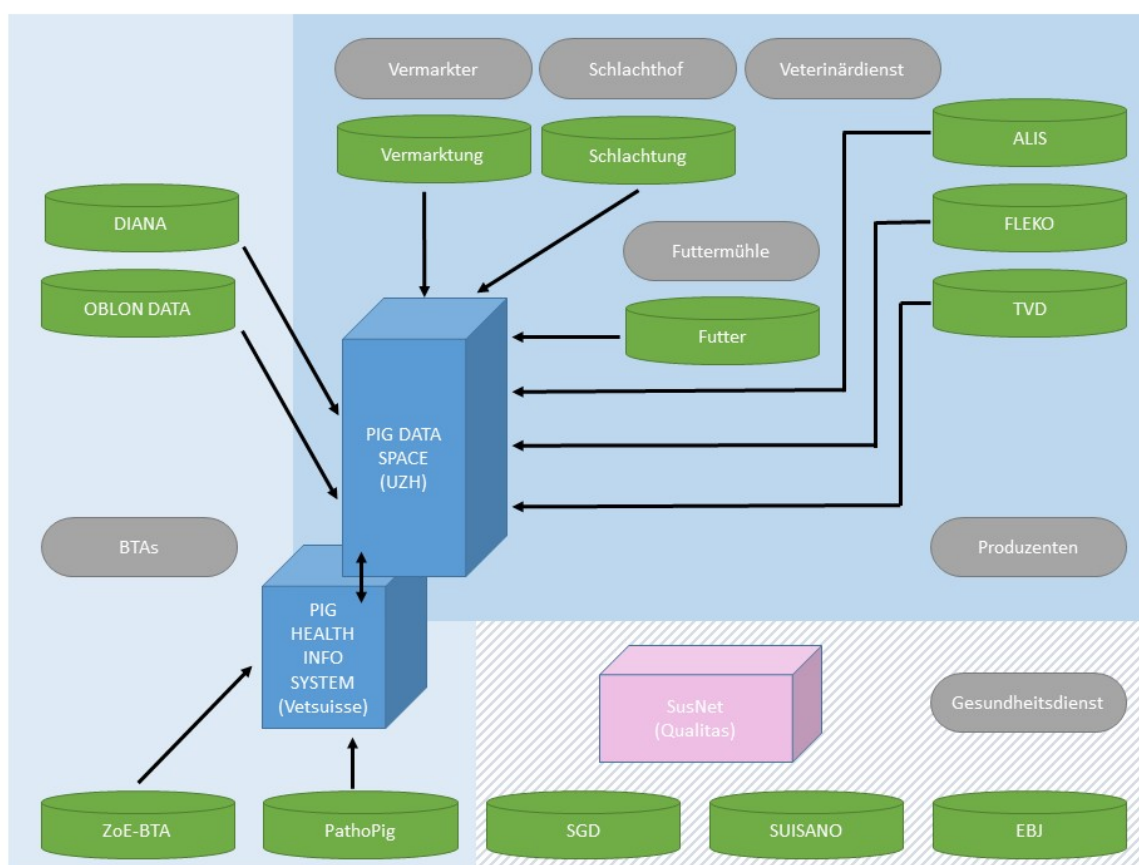 Vermarkter
Schlachthof
Veterinärdienst
Vermarktung
Schlachtung
ALIS
DIANA
FLEKO
Futtermühle
OBLON DATA
TVD
Futter
PIG DATA
SPACE
(UZH)
BTAs
Produzenten
PIG
HEALTH
INFO
SYSTEM
(Vetsuisse)
SusNet
(Qualitas)
Gesundheitsdienst
ZoE-BTA
PathoPig
SGD
SUISANO
EBJ